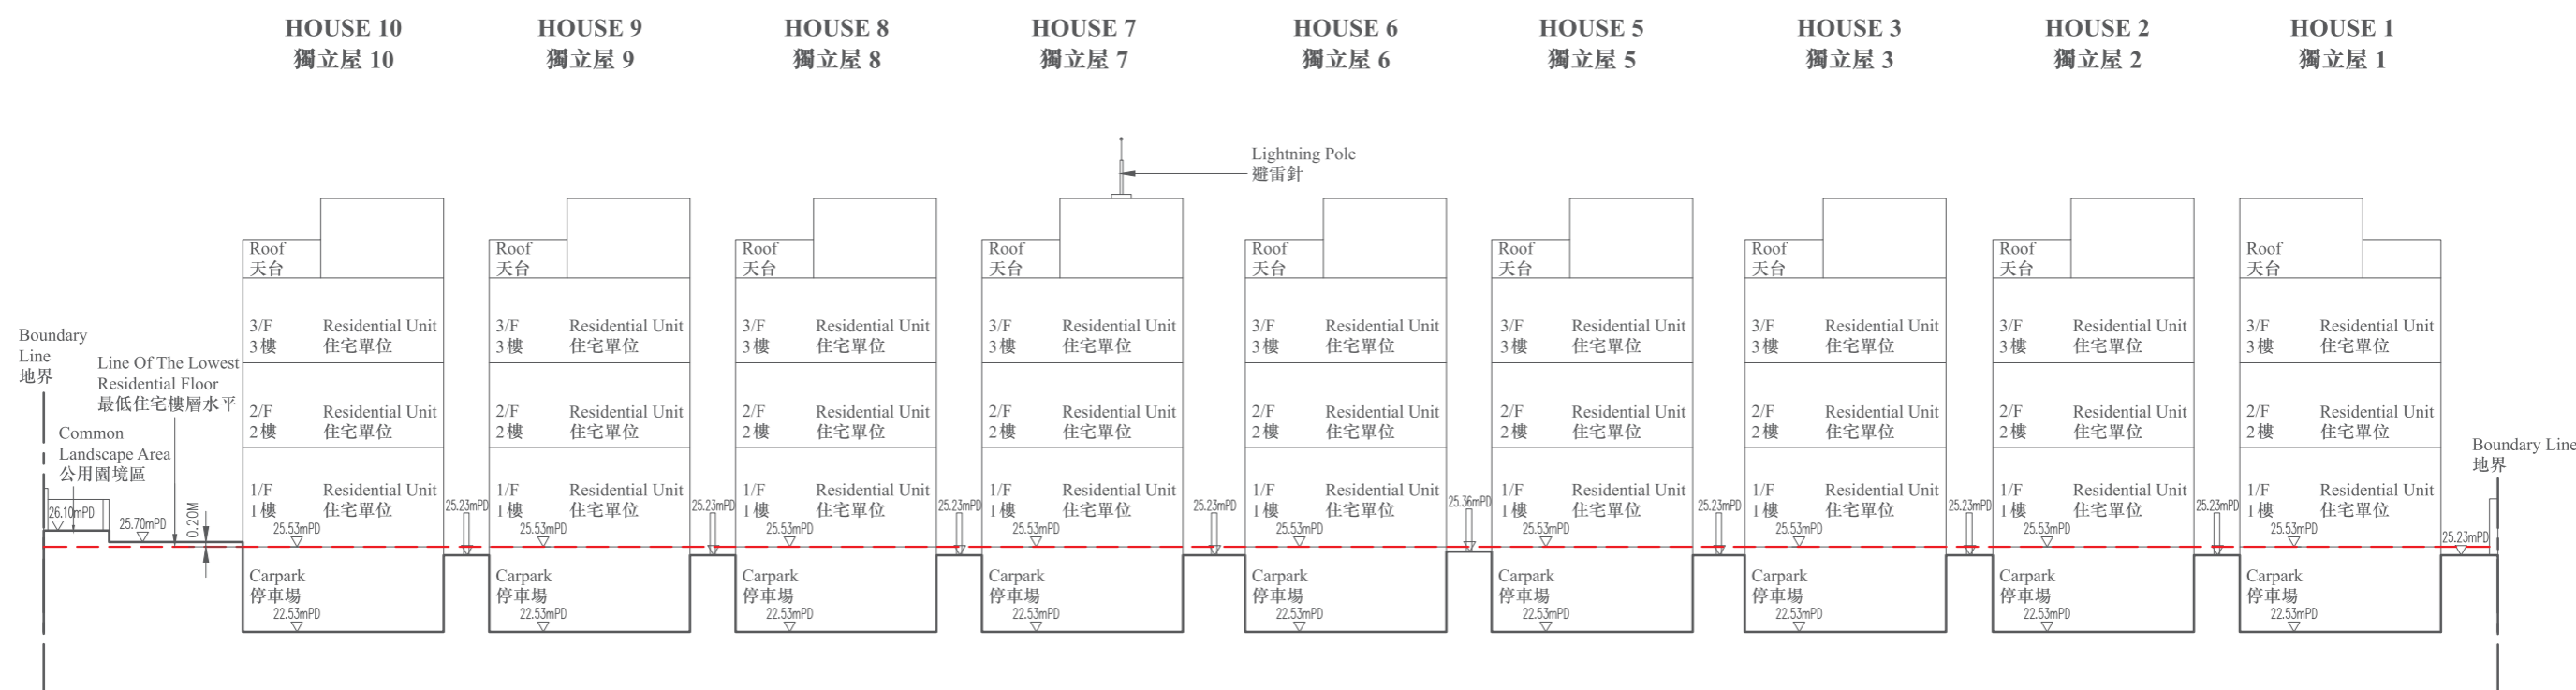 HOUSE 10
獨立屋 10
HOUSE 9
獨立屋 9
HOUSE 8
獨立屋 8
HOUSE 7
獨立屋 7
HOUSE 6
獨立屋 6
HOUSE 5
獨立屋 5
HOUSE 3
獨立屋 3
HOUSE 2
獨立屋 2
HOUSE 1
獨立屋 1
Lightning Pole
避雷針
Boundary
Line
地界
Line Of The Lowest
Residential Floor
最低住宅樓層水平
Common
Landscape Area
公用園境區
26.10mPD
25.70mPD
0.20M
Roof
天台
3/F Residential Unit
3樓 住宅單位
2/F Residential Unit
2樓 住宅單位
1/F Residential Unit
1樓 住宅單位
25.53mPD
Carpark
停車場
22.53mPD
25.23mPD
Roof
天台
3/F Residential Unit
3樓 住宅單位
2/F Residential Unit
2樓 住宅單位
1/F Residential Unit
1樓 住宅單位
25.53mPD
Carpark
停車場
22.53mPD
25.23mPD
Roof
天台
3/F Residential Unit
3樓 住宅單位
2/F Residential Unit
2樓 住宅單位
1/F Residential Unit
1樓 住宅單位
25.53mPD
Carpark
停車場
22.53mPD
25.23mPD
Roof
天台
3/F Residential Unit
3樓 住宅單位
2/F Residential Unit
2樓 住宅單位
1/F Residential Unit
1樓 住宅單位
25.53mPD
Carpark
停車場
22.53mPD
25.23mPD
Roof
天台
3/F Residential Unit
3樓 住宅單位
2/F Residential Unit
2樓 住宅單位
1/F Residential Unit
1樓 住宅單位
25.53mPD
Carpark
停車場
22.53mPD
25.36mPD
Roof
天台
3/F Residential Unit
3樓 住宅單位
2/F Residential Unit
2樓 住宅單位
1/F Residential Unit
1樓 住宅單位
25.53mPD
Carpark
停車場
22.53mPD
25.23mPD
Roof
天台
3/F Residential Unit
3樓 住宅單位
2/F Residential Unit
2樓 住宅單位
1/F Residential Unit
1樓 住宅單位
25.53mPD
Carpark
停車場
22.53mPD
25.23mPD
Roof
天台
3/F Residential Unit
3樓 住宅單位
2/F Residential Unit
2樓 住宅單位
1/F Residential Unit
1樓 住宅單位
25.53mPD
Carpark
停車場
22.53mPD
25.23mPD
Roof
天台
3/F Residential Unit
3樓 住宅單位
2/F Residential Unit
2樓 住宅單位
1/F Residential Unit
1樓 住宅單位
25.53mPD
Carpark
停車場
22.53mPD
25.23mPD
Boundary Line
地界